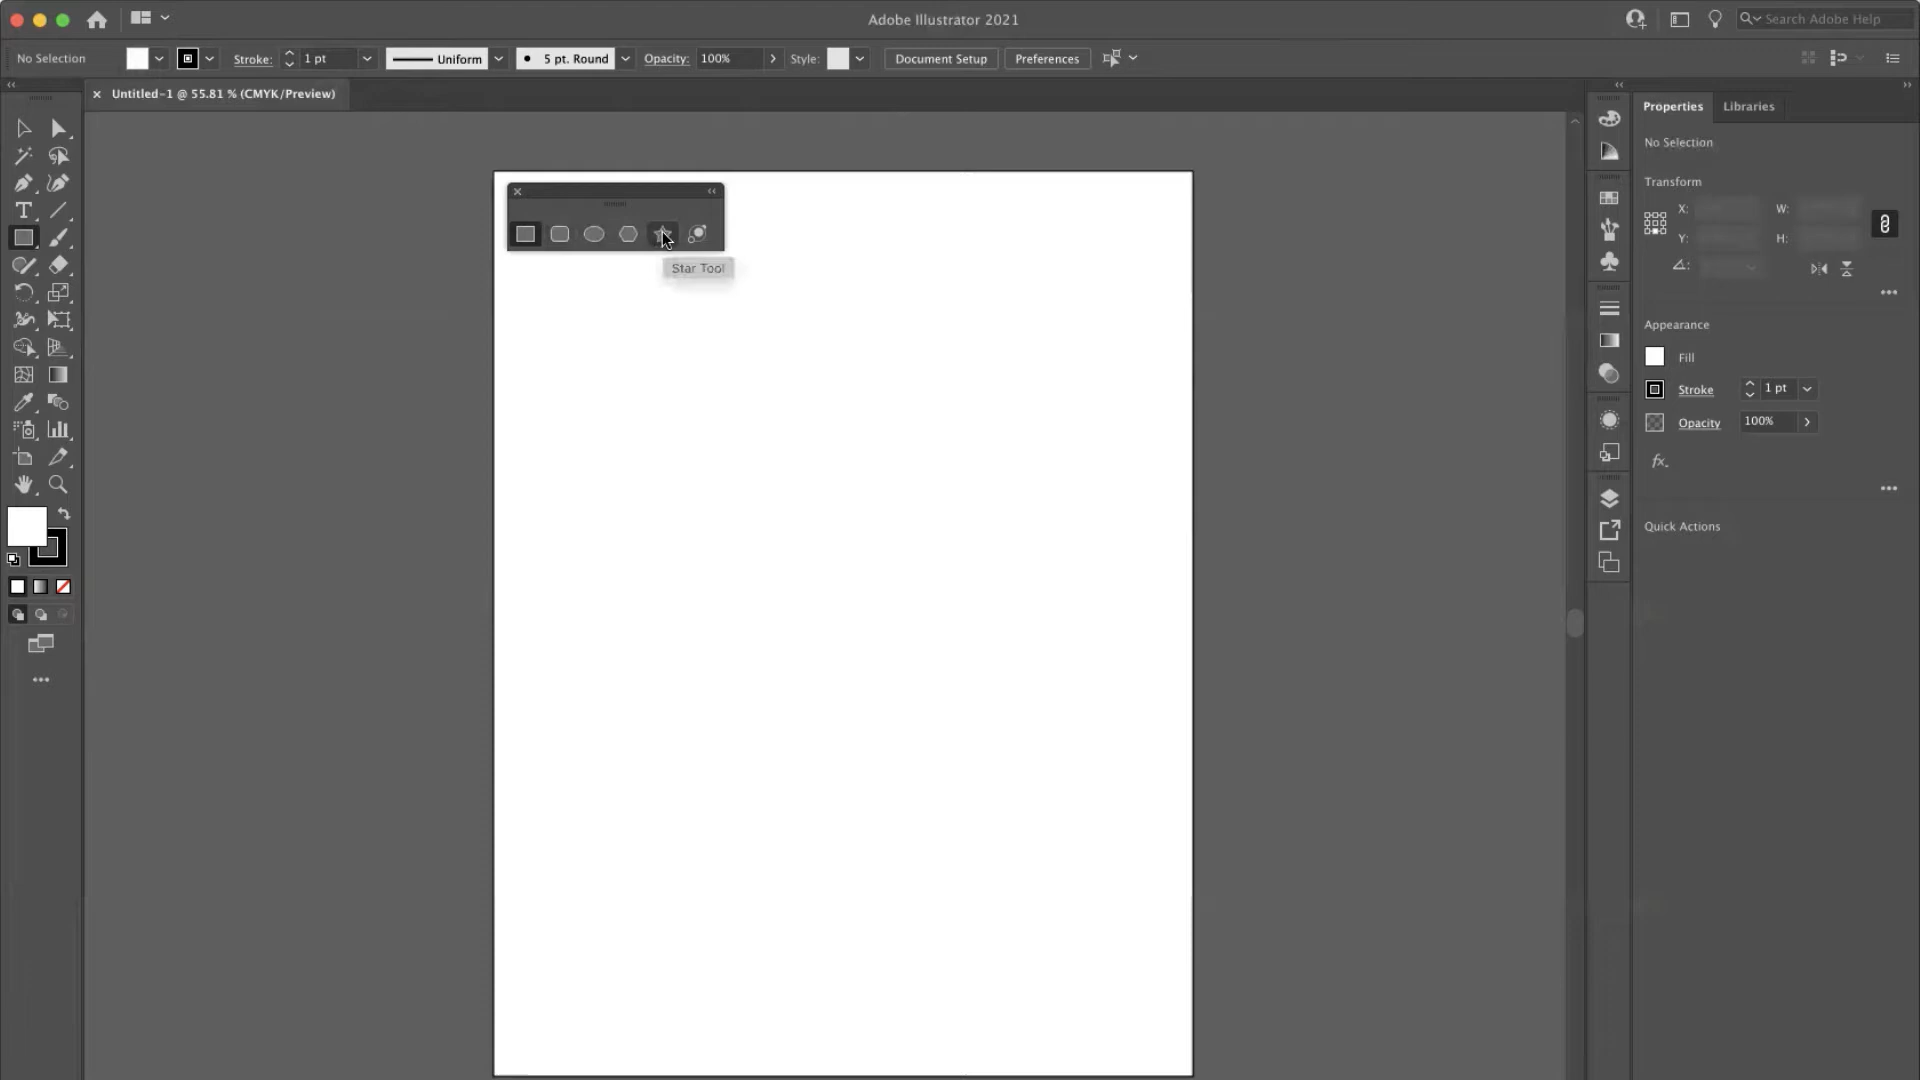 Adobe Illustrator 2021
Search Adobe Help
No Selection
Stroke:
1 pt
Uniform
5 pt. Round
Opacity:
100%
Style:
Document Setup
Preferences
Untitled-1 @ 55.81 % (CMYK/Preview)
Properties
Libraries
No Selection
Transform
X:
W:
Y:
H:
Star Tool
Appearance
Fill
Stroke
1 pt
Opacity
100%
fx.
Quick Actions